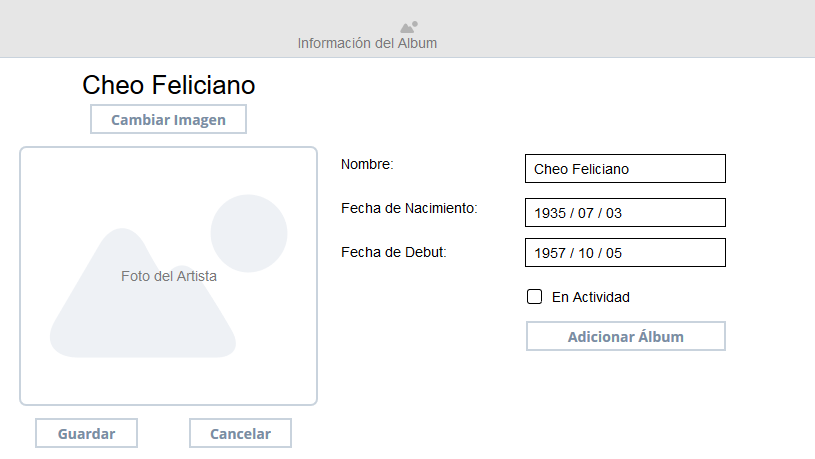 Información del Album
Cheo Feliciano
Cambiar Imagen
Foto del Artista
Guardar
Cancelar
Nombre:
Cheo Feliciano
Fecha de Nacimiento:
1935 / 07 / 03
Fecha de Debut:
1957 / 10 / 05
En Actividad
Adicionar Álbum